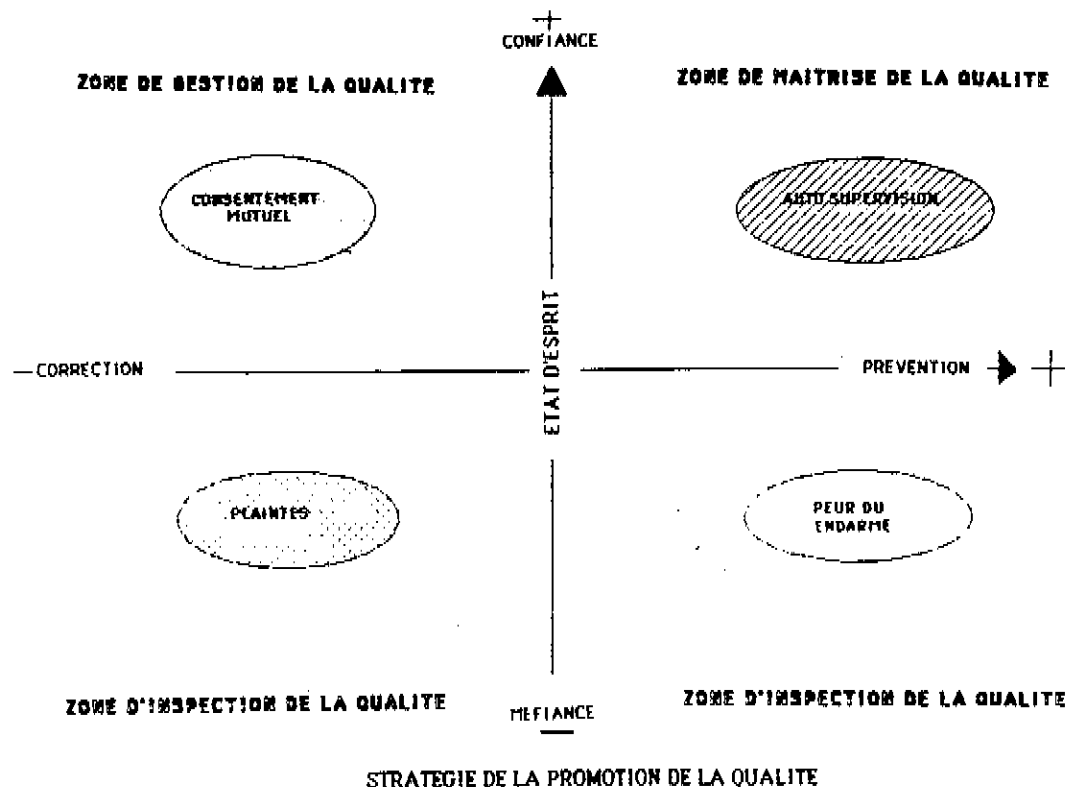 +
CONFIANCE
ZONE DE GESTION DE LA QUALITE
ZONE DE MAITRISE DE LA QUALITE
CONSENTEMENT
MUTUEL
AUTO SUPERVISION
ETAT D'ESPRIT
— CORRECTION
PREVENTION +
PLAINTES
PEUR DU
ENDARME
ZONE D'INSPECTION DE LA QUALITE
ZONE D'INSPECTION DE LA QUALITE
MEFIANCE
—
STRATEGIE DE LA PROMOTION DE LA QUALITE